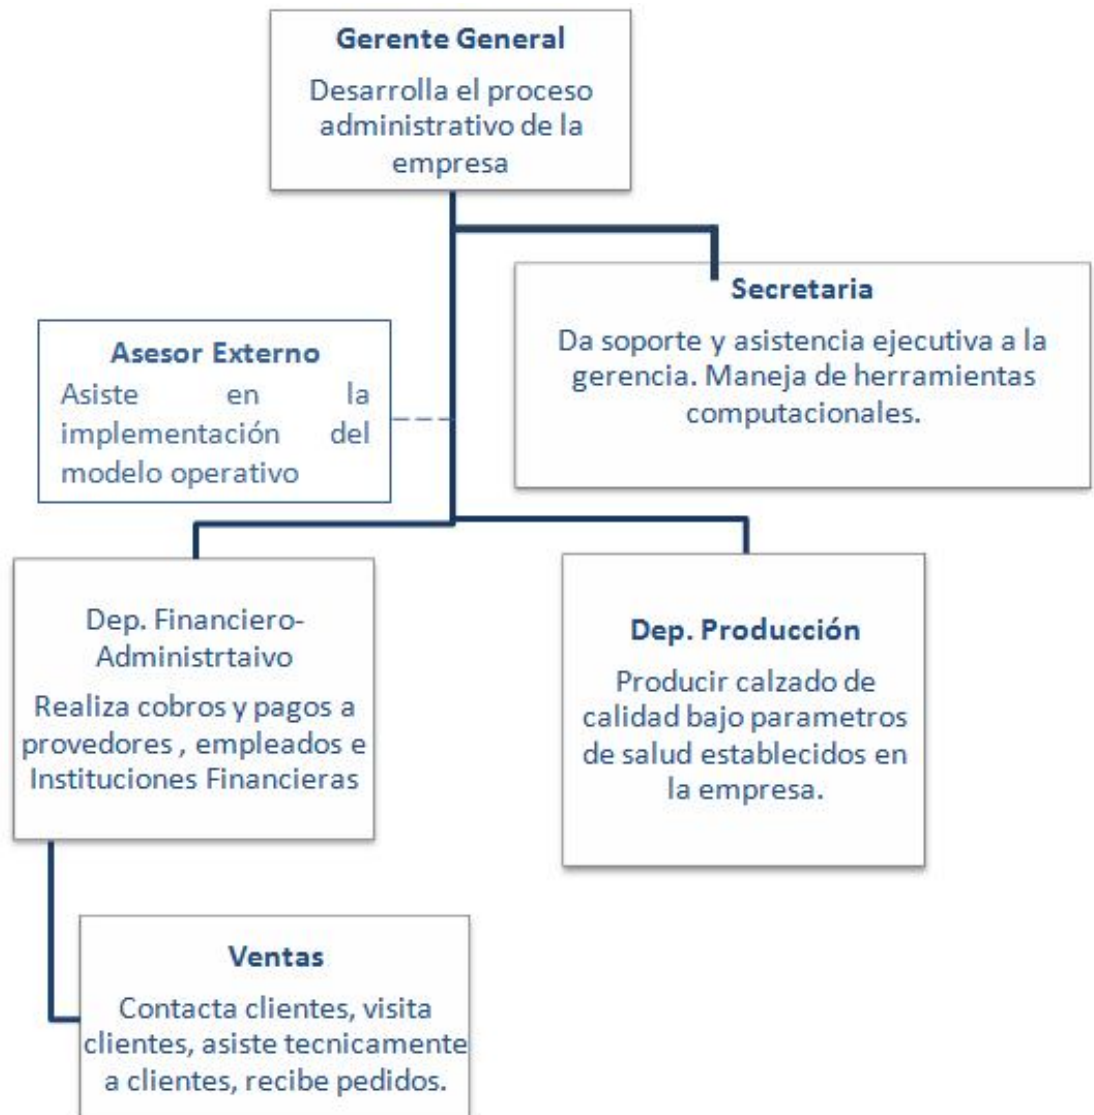 Gerente General
Desarrolla el proceso
administrativo de la
empresa
Secretaria
Da soporte y asistencia ejecutiva a la
gerencia. Maneja de herramientas
computacionales.
Asesor Externo
Asiste en la
implementación del
modelo operativo
Dep. Financiero-
Administrtaivo
Realiza cobros y pagos a
provedores , empleados e
Instituciones Financieras
Dep. Producción
Producir calzado de
calidad bajo parametros
de salud establecidos en
la empresa.
Ventas
Contacta clientes, visita
clientes, asiste tecnicamente
a clientes, recibe pedidos.